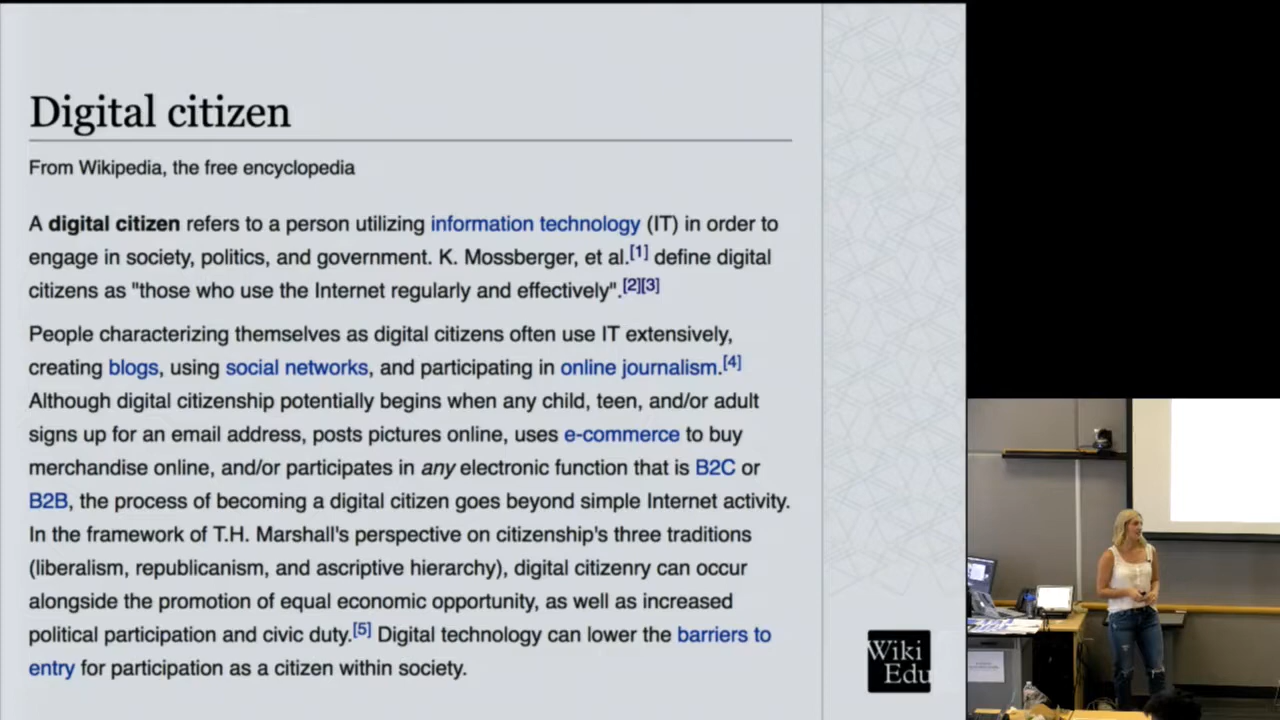 Digital citizen
From Wikipedia, the free encyclopedia
A digital citizen refers to a person utilizing information technology (IT) in order to
engage in society, politics, and government. K. Mossberger, et al.[1] define digital
citizens as "those who use the Internet regularly and effectively".[2][3]
People characterizing themselves as digital citizens often use IT extensively,
creating blogs, using social networks, and participating in online journalism.[4]
Although digital citizenship potentially begins when any child, teen, and/or adult
signs up for an email address, posts pictures online, uses e-commerce to buy
merchandise online, and/or participates in any electronic function that is B2C or
B2B, the process of becoming a digital citizen goes beyond simple Internet activity.
In the framework of T.H. Marshall's perspective on citizenship's three traditions
(liberalism, republicanism, and ascriptive hierarchy), digital citizenry can occur
alongside the promotion of equal economic opportunity, as well as increased
political participation and civic duty.[5] Digital technology can lower the barriers to
entry for participation as a citizen within society.
Wiki
Edu